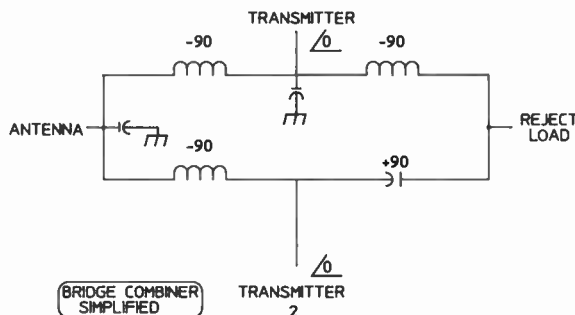 TRANSMITTER
/0
-90
-90
ANTENNA
REJECT
LOAD
-90
+90
/0
BRIDGE COMBINER
SIMPLIFIED
TRANSMITTER
2